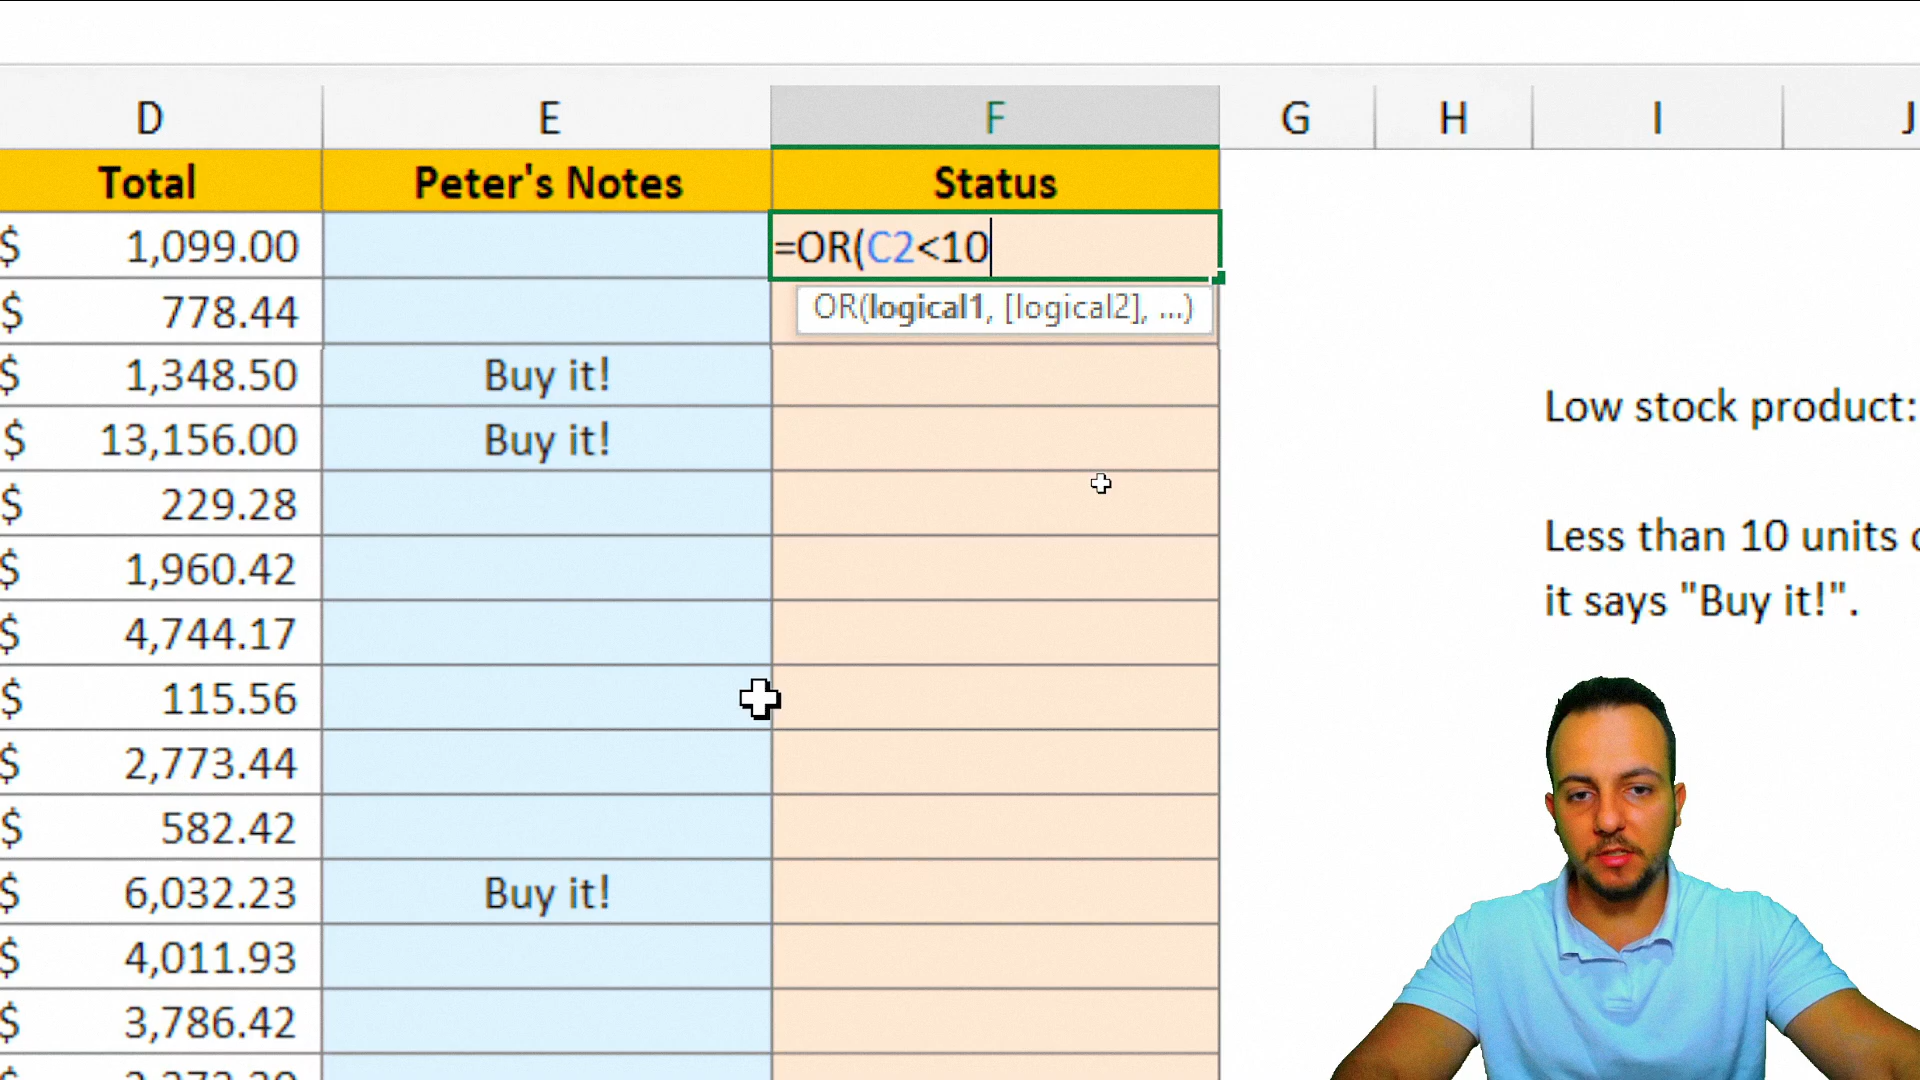 D E F G H I J
Total Peter's Notes Status
$ 1,099.00 =OR(C2<10
$ 778.44 OR(logical1, [logical2], ...)
$ 1,348.50 Buy it!
Low stock product:
$ 13,156.00 Buy it!
$ 229.28
Less than 10 units
$ 1,960.42
it says "Buy it!".
$ 4,744.17
$ 115.56
$ 2,773.44
$ 582.42
$ 6,032.23 Buy it!
$ 4,011.93
$ 3,786.42